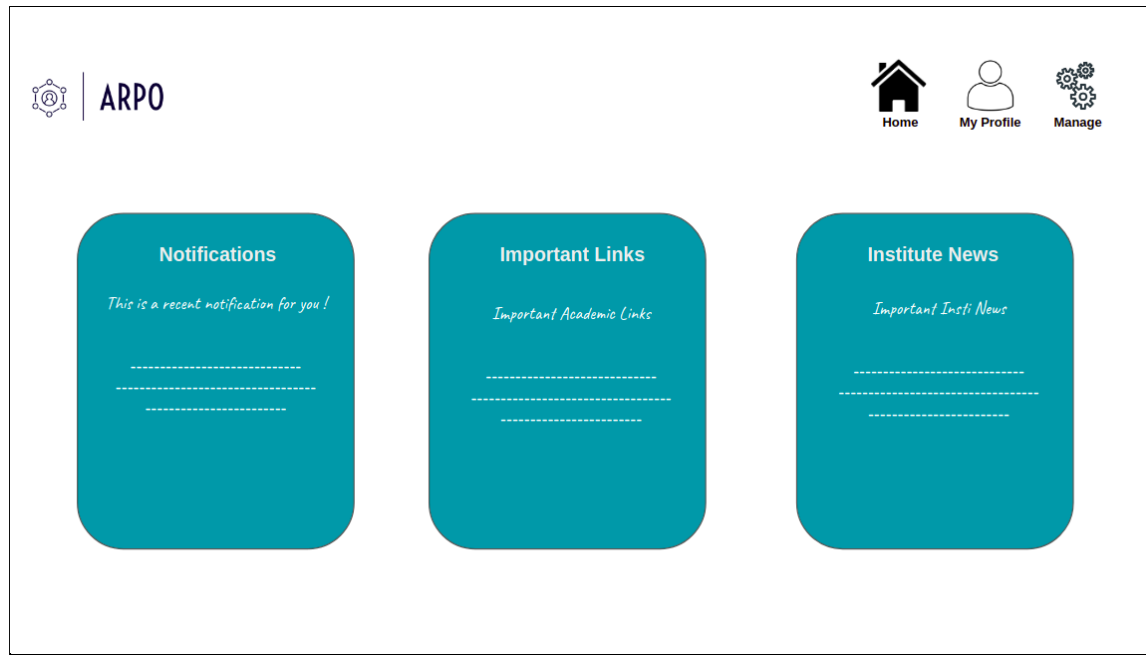 ARPO
Home
My Profile
Manage
Notifications
This is a recent notification for you !
-----------------------------
----------------------------------
------------------------
Important Links
Important Academic Links
-----------------------------
----------------------------------
------------------------
Institute News
Important Insti News
-----------------------------
----------------------------------
------------------------